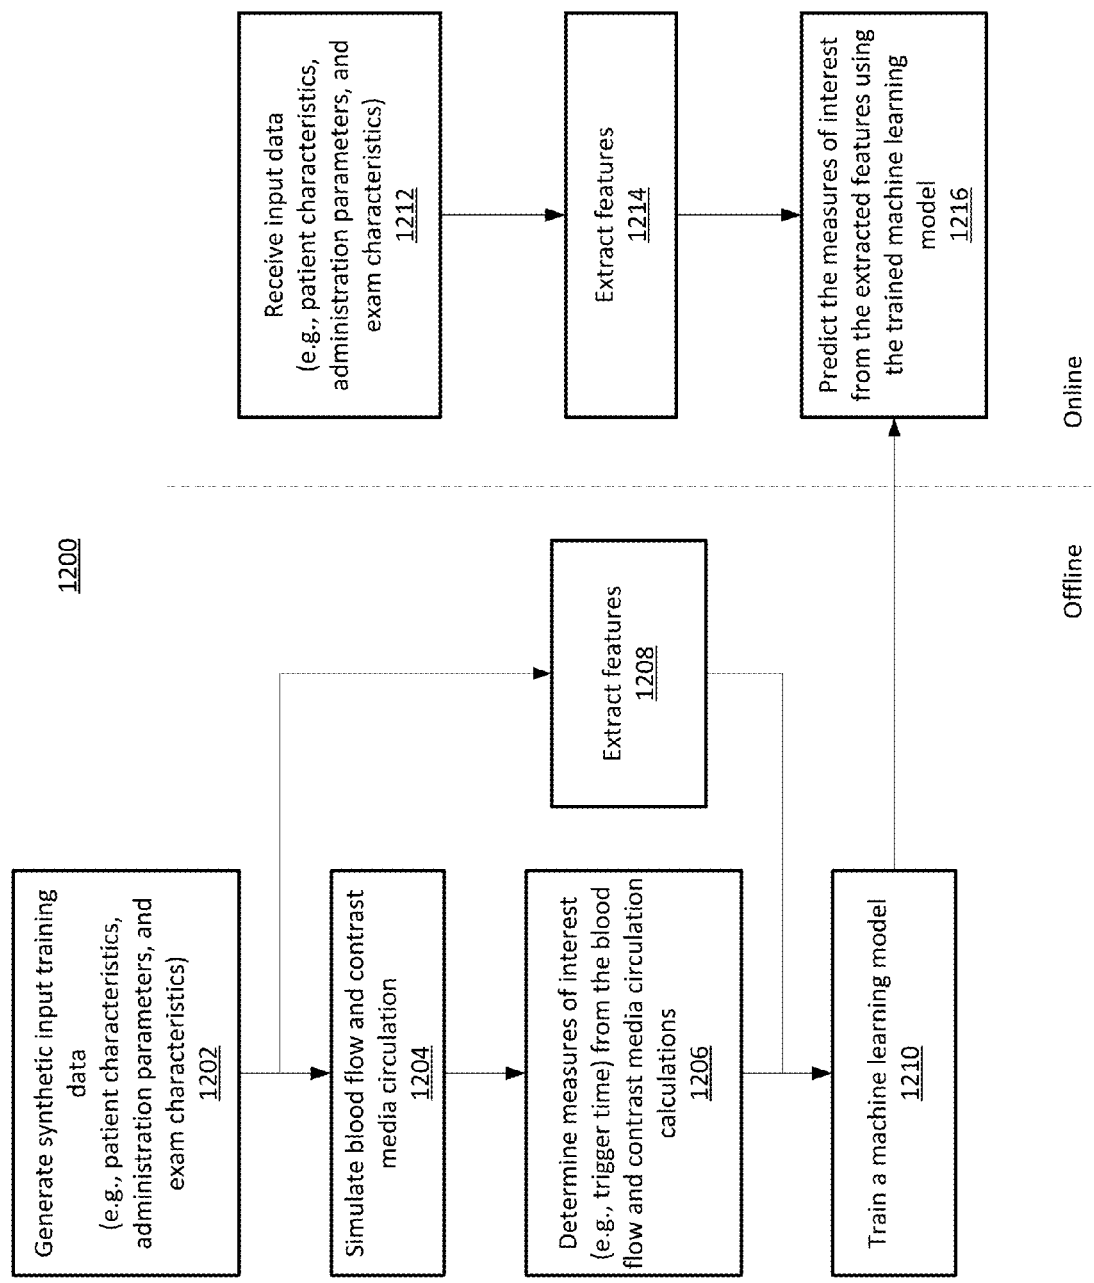 1200
Generate synthetic input training
data
(e.g., patient characteristics,
administration parameters, and
exam characteristics)
1202
Simulate blood flow and contrast
media circulation
1204
Determine measures of interest
(e.g., trigger time) from the blood
flow and contrast media circulation
calculations
1206
Extract features
1208
Train a machine learning model
1210
Offline
Receive input data
(e.g., patient characteristics,
administration parameters, and
exam characteristics)
1212
Extract features
1214
Predict the measures of interest
from the extracted features using
the trained machine learning
model
1216
Online